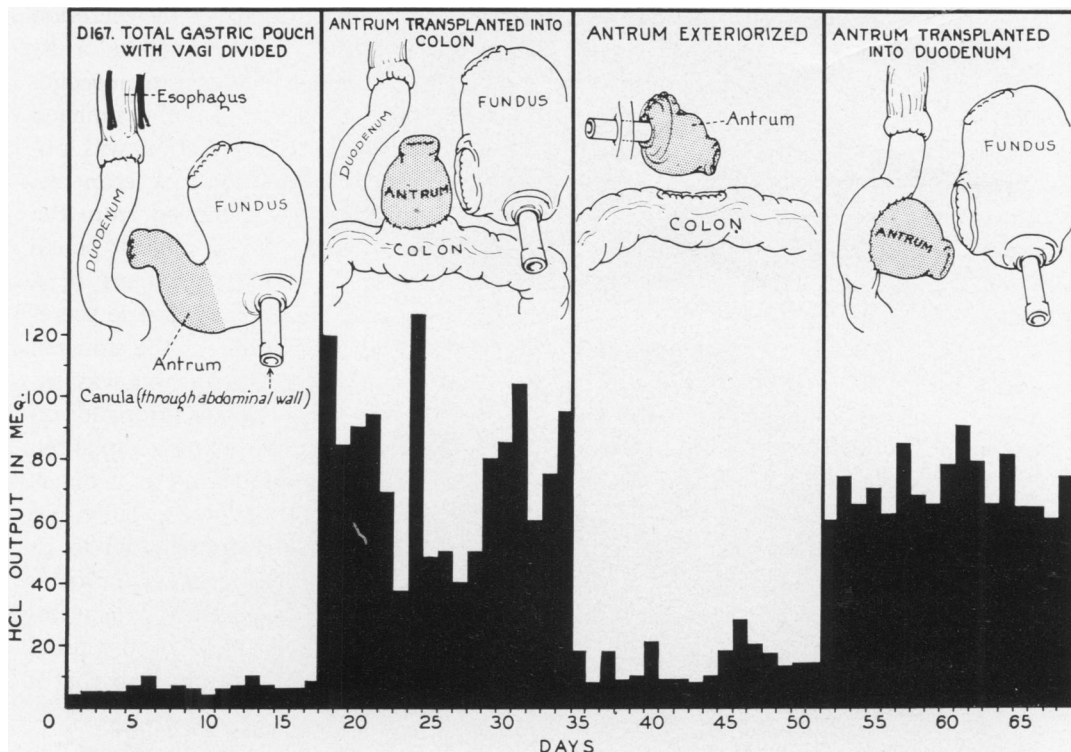 D167. TOTAL GASTRIC POUCH
WITH VAGI DIVIDED
Esophagus
DUODENUM
FUNDUS
Antrum
Canula (through abdominal wall)
ANTRUM TRANSPLANTED INTO
COLON
DUODENUM
FUNDUS
ANTRUM
COLON
ANTRUM EXTERIORIZED
Antrum
COLON
ANTRUM TRANSPLANTED
INTO DUODENUM
FUNDUS
ANTRUM
HCL OUTPUT IN MEQ.
120
100
80
60
40
20
0
5 10 15 20 25 30 35 40 45 50 55 60 65
DAYS